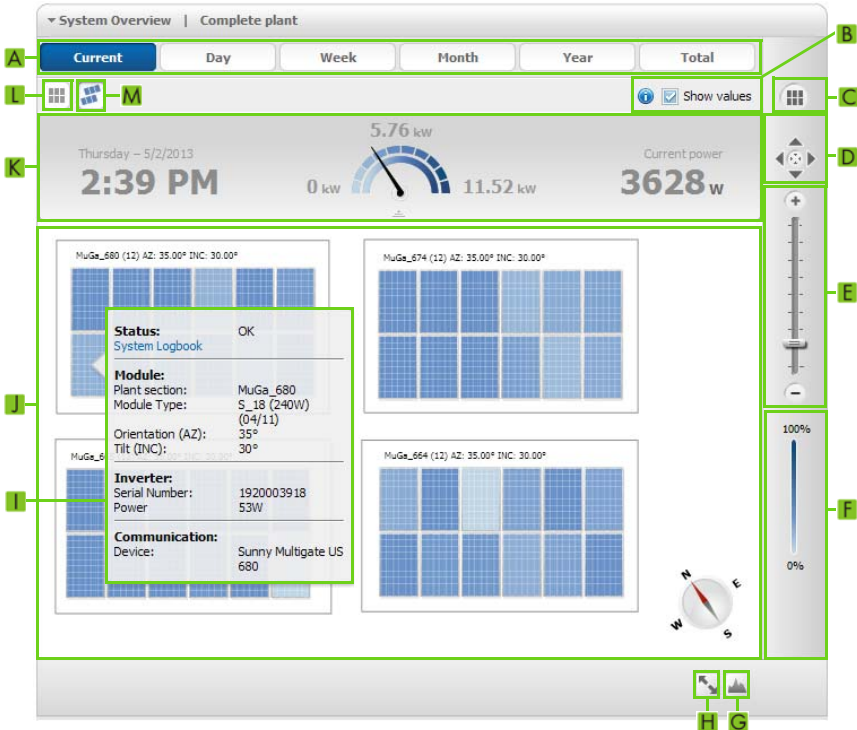 System Overview | Complete plant
B
A
Current Day Week Month Year Total
L
M
Show values
C
K
5.76 kW
Thursday – 5/2/2013
2:39 PM
0 kW
11.52 kW
Current power
3628 W
D
E
MuGa_680 (12) AZ: 35.00° INC: 30.00°
MuGa_674 (12) AZ: 35.00° INC: 30.00°
Status: OK
System Logbook
Module:
Plant section: MuGa_680
Module Type: S_18 (240W)
(04/11)
Orientation (AZ): 35°
Tilt (INC): 30°
J
100%
MuGa_6
MuGa_664 (12) AZ: 35.00° INC: 30.00°
Inverter:
Serial Number: 1920003918
Power 53W
I
F
Communication:
Device: Sunny Multigate US
680
0%
N
E
W
S
H
G